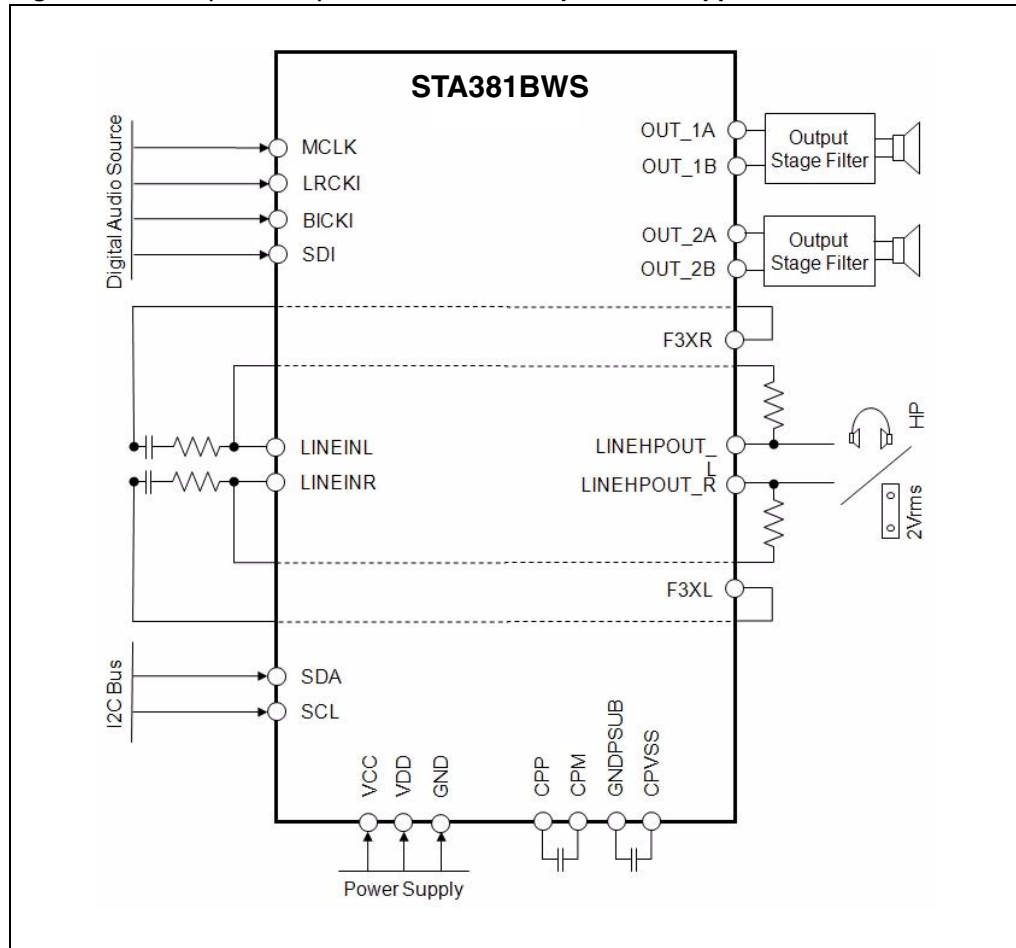 STA381BWS
Digital Audio Source
MCLK
LRCKI
BICKI
SDI
OUT_1A
OUT_1B
Output
Stage Filter
OUT_2A
OUT_2B
Output
Stage Filter
F3XR
LINEINL
LINEINR
LINEHPOUT_
L
LINEHPOUT_R
HP
2Vrms
F3XL
I2C Bus
SDA
SCL
VCC
VDD
GND
CPP
CPM
GNDPSUB
CPVSS
Power Supply